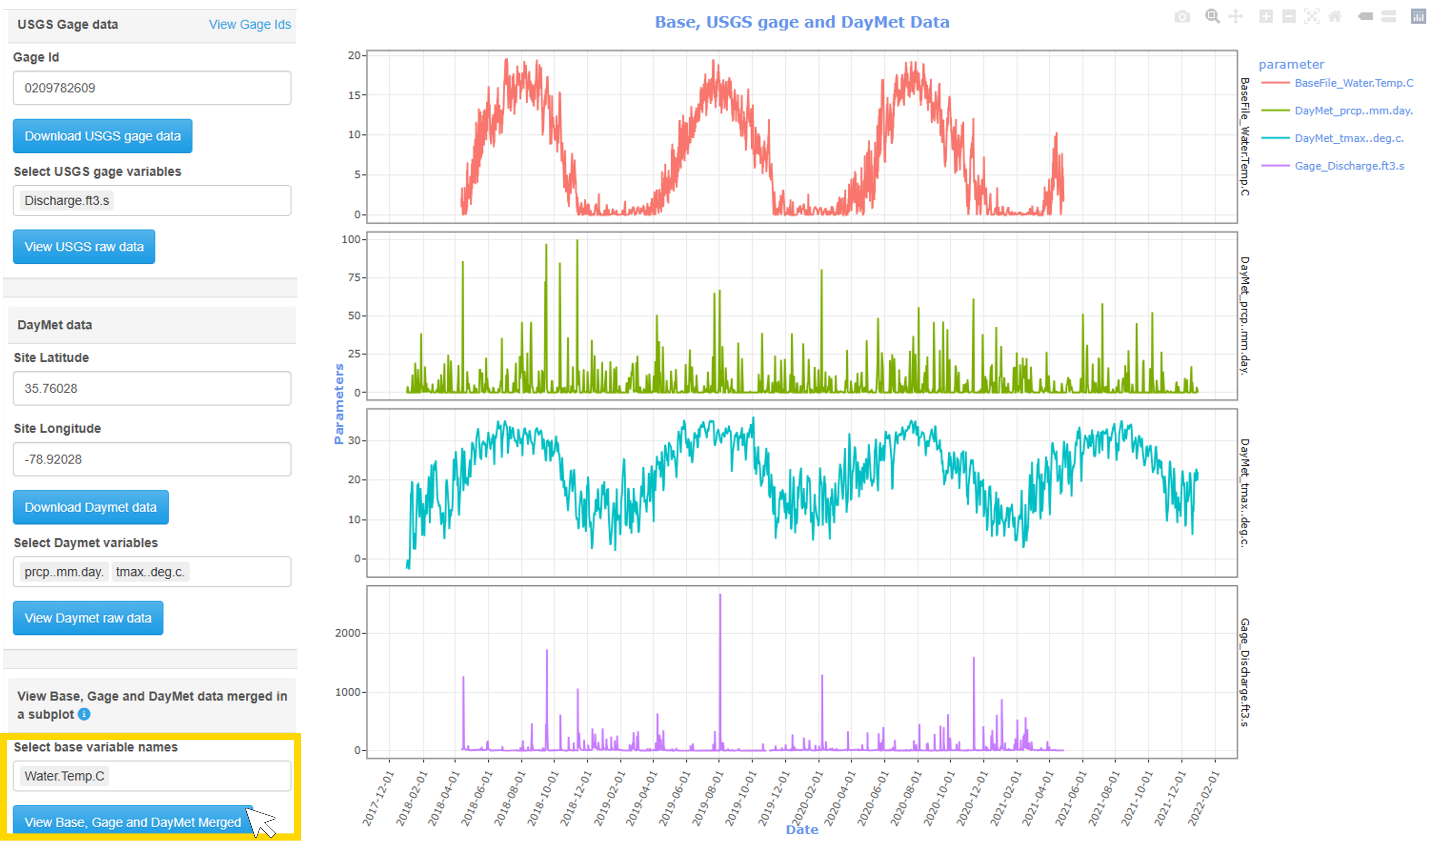 USGS Gage data
View Gage Ids
Gage Id
0209782609
Download USGS gage data
Select USGS gage variables
Discharge.ft3.s
View USGS raw data
DayMet data
Site Latitude
35.76028
Site Longitude
-78.92028
Download Daymet data
Select Daymet variables
prcp..mm.day. tmax..deg.c.
View Daymet raw data
View Base, Gage and DayMet data merged in
a subplot
Select base variable names
Water.Temp.C
View Base, Gage and DayMet Merged
Base, USGS gage and DayMet Data
Parameters
20
15
10
5
0
BaseFile_Water.Temp.C
100
75
50
25
0
DayMet_prcp..mm.day.
30
20
10
0
DayMet_tmax..deg.c.
2000
1000
0
Gage_Discharge.ft3.s
2017-12-01
2018-02-01
2018-04-01
2018-06-01
2018-08-01
2018-10-01
2018-12-01
2019-02-01
2019-04-01
2019-06-01
2019-08-01
2019-10-01
2019-12-01
2020-02-01
2020-04-01
2020-06-01
2020-08-01
2020-10-01
2020-12-01
2021-02-01
2021-04-01
2021-06-01
2021-08-01
2021-10-01
2021-12-01
2022-02-01
Date
parameter
BaseFile_Water.Temp.C
DayMet_prcp..mm.day.
DayMet_tmax..deg.c.
Gage_Discharge.ft3.s